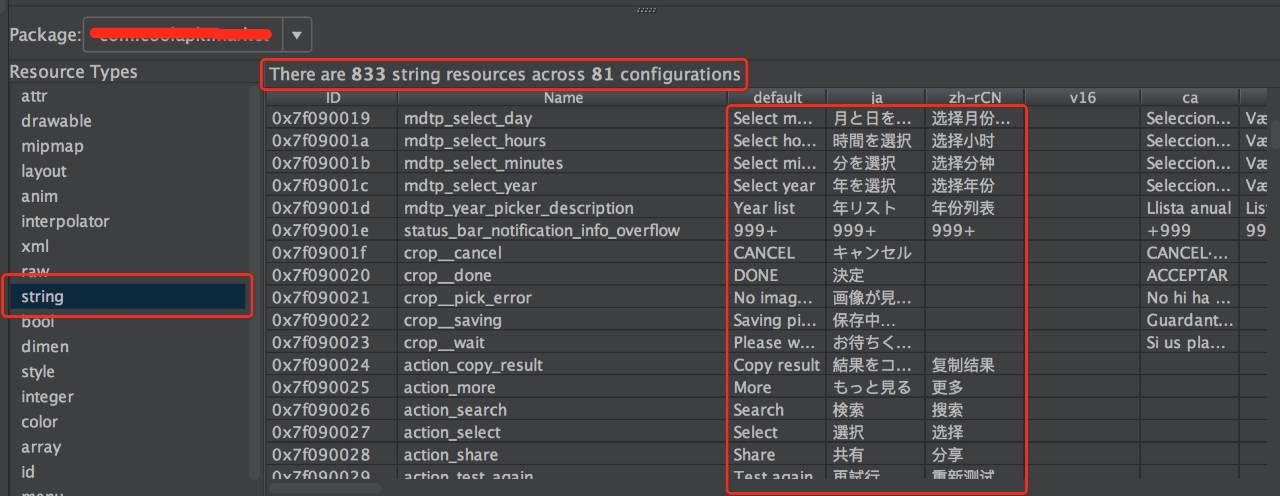 Package:
Resource Types
There are 833 string resources across 81 configurations
attr
drawable
mipmap
layout
anim
interpolator
xml
raw
string
bool
dimen
style
integer
color
array
id
menu
ID Name default ja zh-rCN v16 ca
0x7f090019 mdtp_select_day Select m... 月と日を... 选择月份... Seleccion... Væ
0x7f09001a mdtp_select_hours Select ho... 時間を選択 选择小时 Seleccion... Væ
0x7f09001b mdtp_select_minutes Select mi... 分を選択 选择分钟 Seleccion... Væ
0x7f09001c mdtp_select_year Select year 年を選択 选择年份 Seleccion... Væ
0x7f09001d mdtp_year_picker_description Year list 年リスト 年份列表 Llista anual Lis
0x7f09001e status_bar_notification_info_overflow 999+ 999+ 999+ +999 99
0x7f09001f crop__cancel CANCEL キャンセル CANCEL·...
0x7f090020 crop__done DONE 決定 ACCEPTAR
0x7f090021 crop__pick_error No imag... 画像が見... No hi ha ...
0x7f090022 crop__saving Saving pi... 保存中... Guardant...
0x7f090023 crop__wait Please w... お待ちく... Si us pla...
0x7f090024 action_copy_result Copy result 結果をコ... 复制结果
0x7f090025 action_more More もっと見る 更多
0x7f090026 action_search Search 検索 搜索
0x7f090027 action_select Select 選択 选择
0x7f090028 action_share Share 共有 分享
0x7f090029 action_test_again Test again 再試行 重新测试